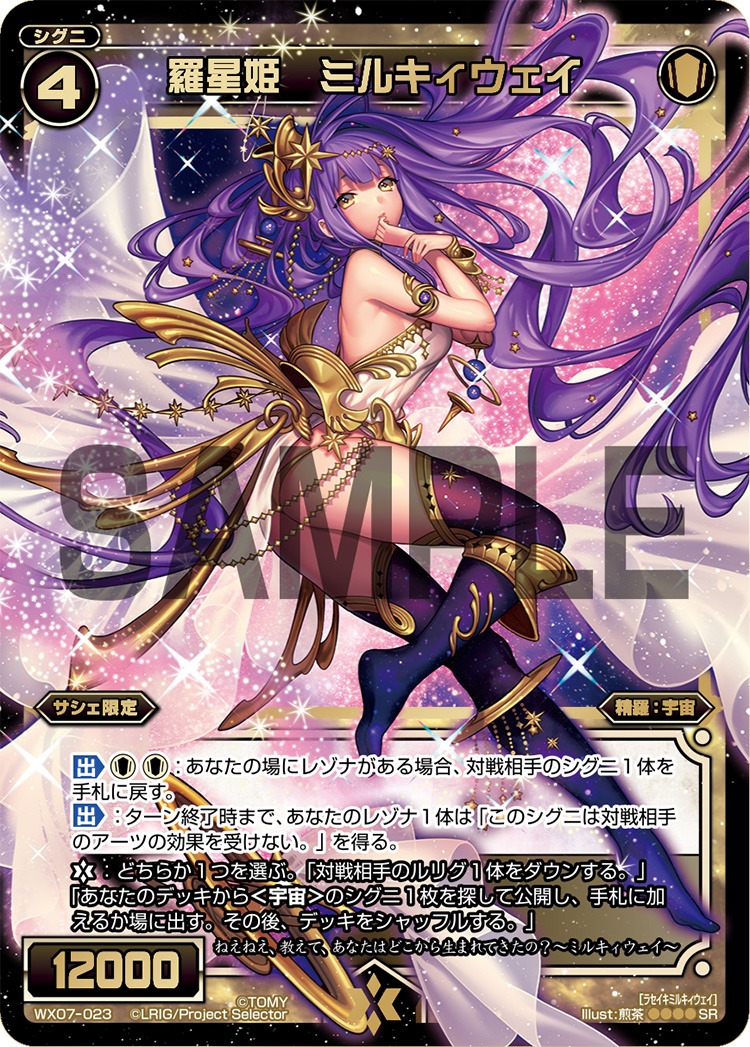 シグニ
4
羅星姫 ミルキィウェイ
SAMPLE
サシェ限定
精羅:宇宙
出 :あなたの場にレゾナがある場合、対戦相手のシグニ1体を
手札に戻す。
出 :ターン終了時まで、あなたのレゾナ1体は「このシグニは対戦相手
のアーツの効果を受けない。」を得る。
:どちらか1つを選ぶ。「対戦相手のルリグ1体をダウンする。」
「あなたのデッキから<宇宙>のシグニ1枚を探して公開し、手札に加
えるか場に出す。その後、デッキをシャッフルする。」
ねえねえ、教えて、あなたはどこから生まれてきたの?~ミルキィウェイ~
12000
WX07-023 ©LRIG/Project Selector
©TOMY
[ラセイキミルキィウェイ]
Illust:煎茶 SR